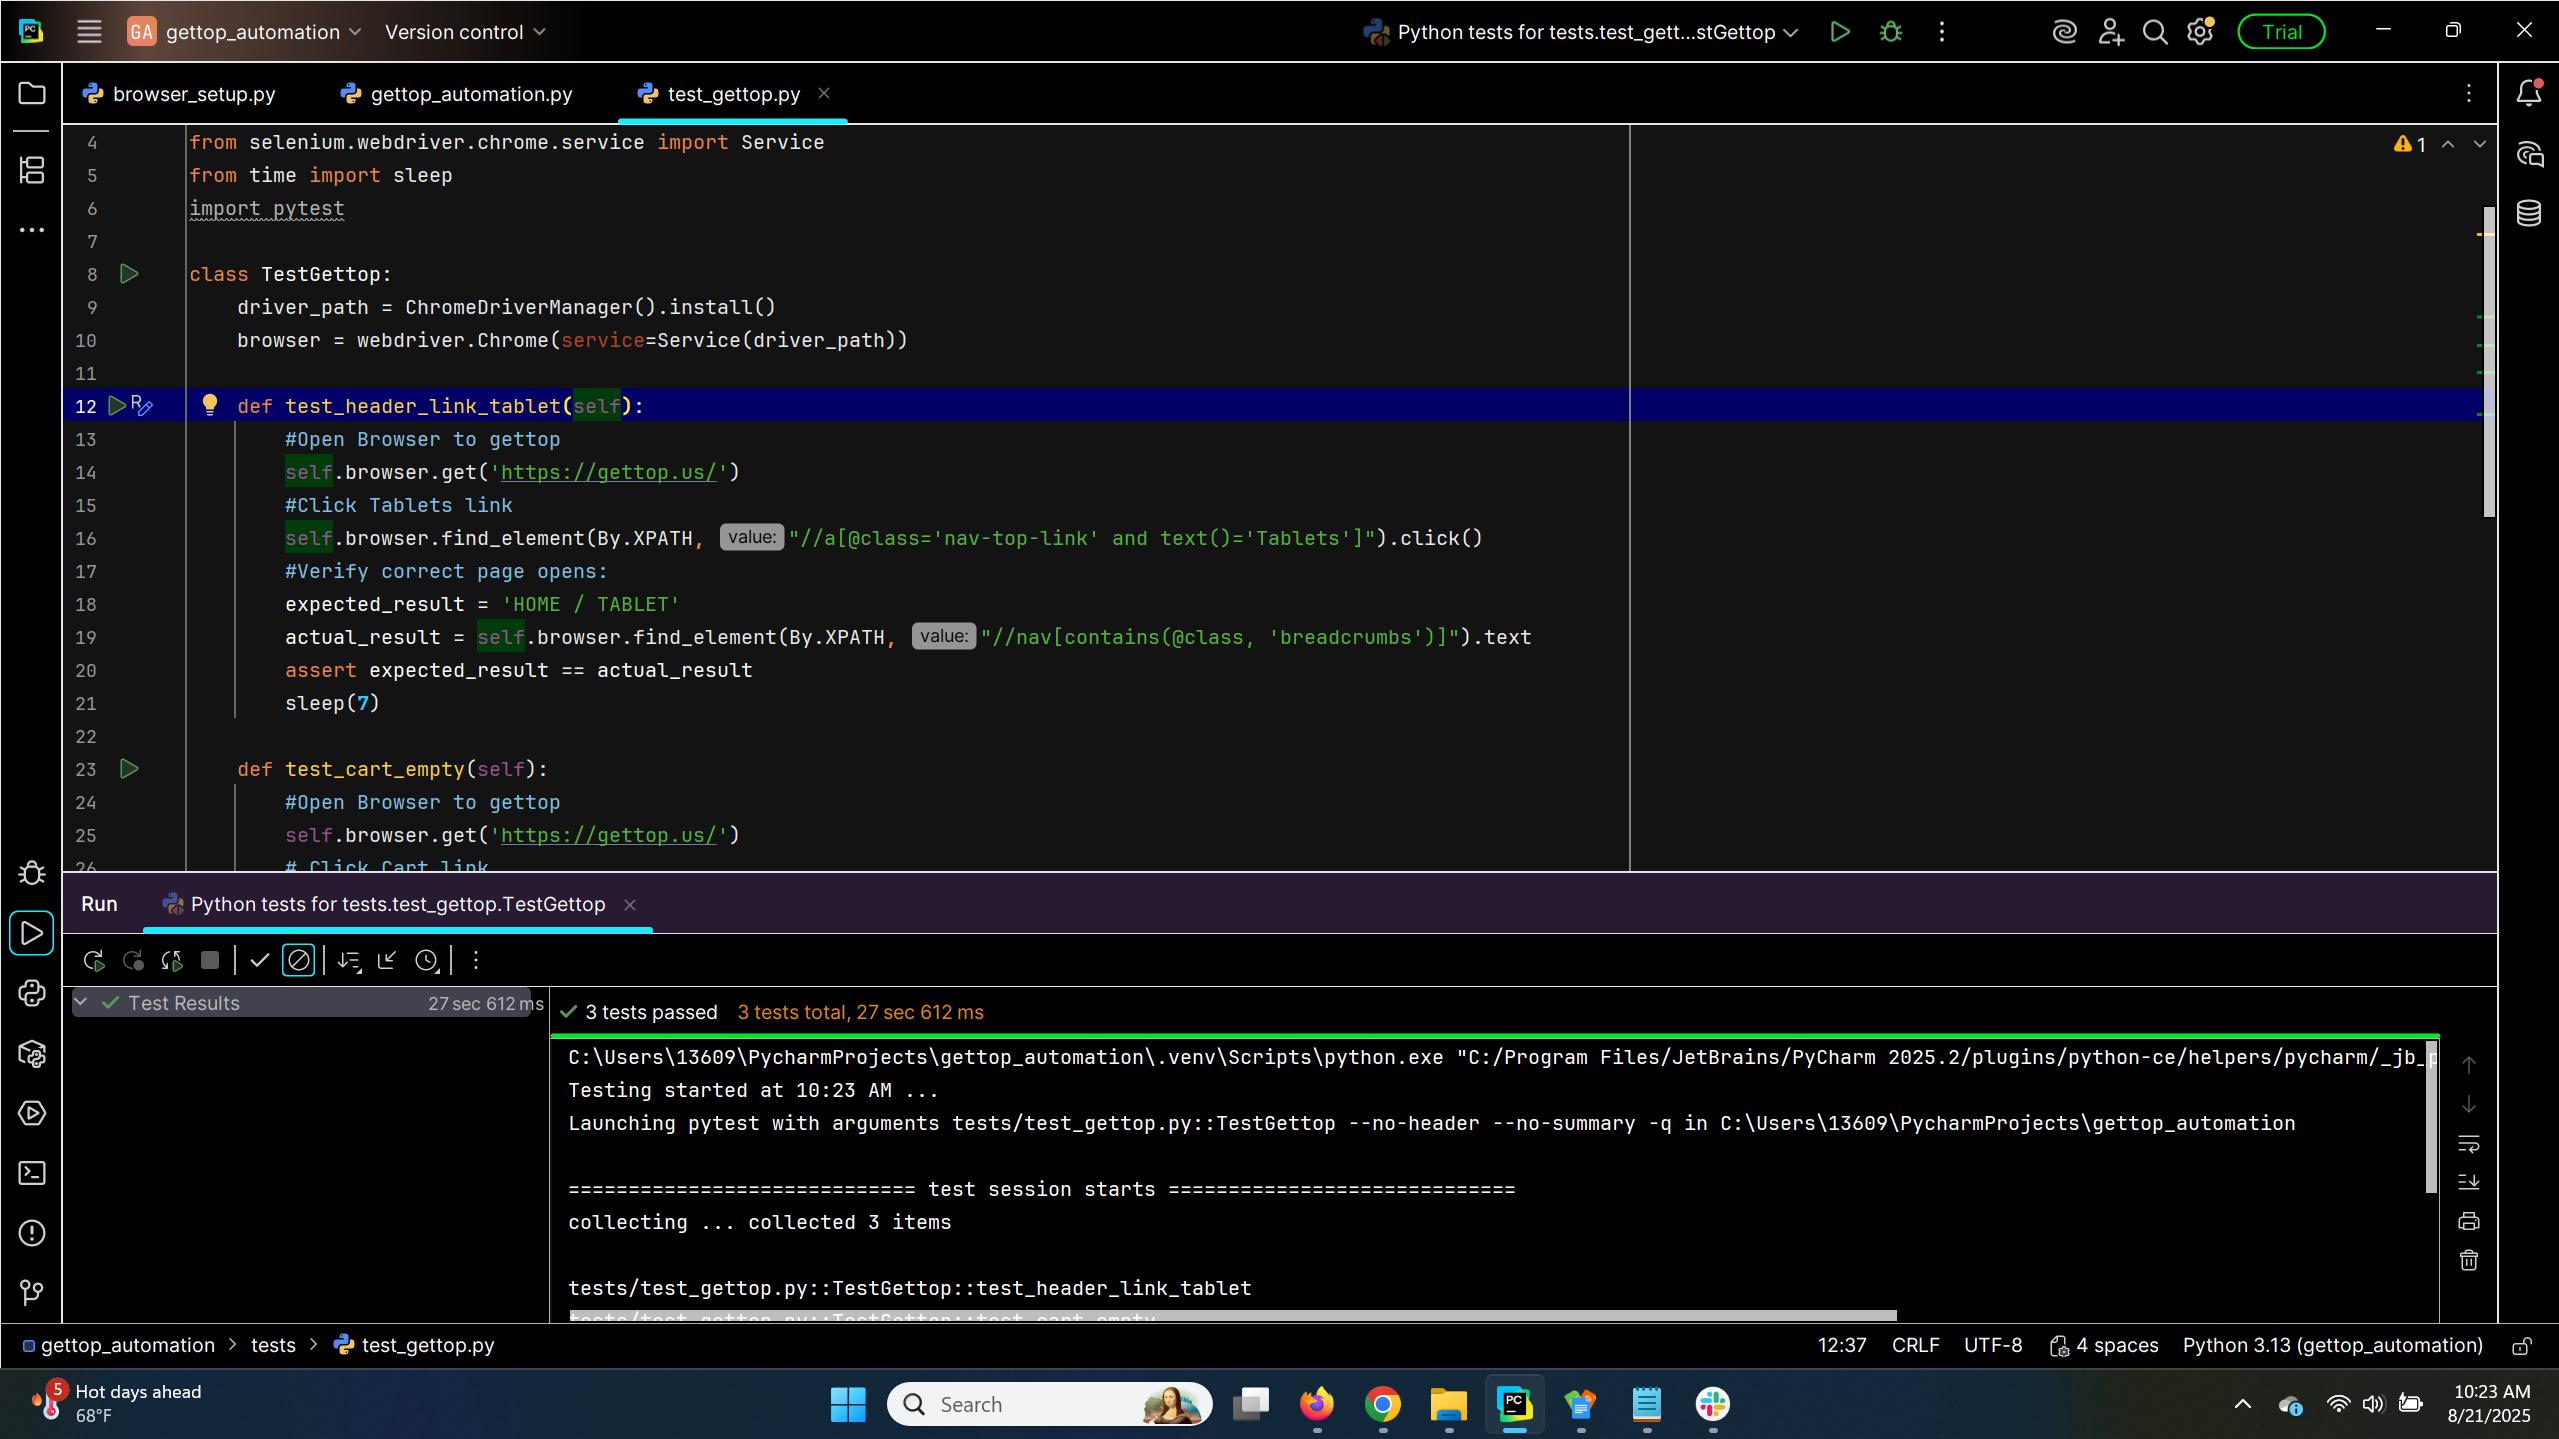 PC GA gettop_automation Version control Python tests for tests.test_gett...stGettop Trial
browser_setup.py gettop_automation.py test_gettop.py
4 from selenium.webdriver.chrome.service import Service
1
5 from time import sleep
6 import pytest
7
8 class TestGettop:
9 driver_path = ChromeDriverManager().install()
10 browser = webdriver.Chrome(service=Service(driver_path))
11
12 def test_header_link_tablet(self):
13 #Open Browser to gettop
14 self.browser.get('https://gettop.us/')
15 #Click Tablets link
16 self.browser.find_element(By.XPATH, value: "//a[@class='nav-top-link' and text()='Tablets']").click()
17 #Verify correct page opens:
18 expected_result = 'HOME / TABLET'
19 actual_result = self.browser.find_element(By.XPATH, value: "//nav[contains(@class, 'breadcrumbs')]").text
20 assert expected_result == actual_result
21 sleep(7)
22
23 def test_cart_empty(self):
24 #Open Browser to gettop
25 self.browser.get('https://gettop.us/')
26 # Click Cart link
Run Python tests for tests.test_gettop.TestGettop
Test Results 27 sec 612 ms
3 tests passed 3 tests total, 27 sec 612 ms
C:\Users\13609\PycharmProjects\gettop_automation\.venv\Scripts\python.exe "C:/Program Files/JetBrains/PyCharm 2025.2/plugins/python-ce/helpers/pycharm/_jb_p
Testing started at 10:23 AM ...
Launching pytest with arguments tests/test_gettop.py::TestGettop --no-header --no-summary -q in C:\Users\13609\PycharmProjects\gettop_automation
============================= test session starts =============================
collecting ... collected 3 items
tests/test_gettop.py::TestGettop::test_header_link_tablet
tests/test_gettop.py::TestGettop::test_cart_empty
gettop_automation > tests > test_gettop.py 12:37 CRLF UTF-8 4 spaces Python 3.13 (gettop_automation)
5 Hot days ahead
68°F
Search
PC
10:23 AM
8/21/2025